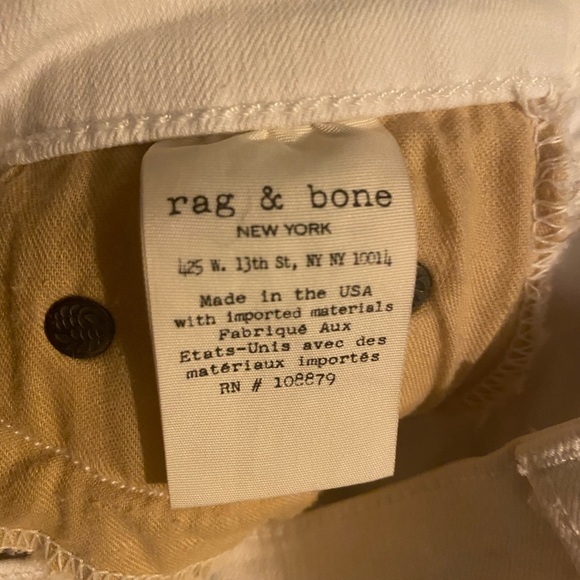 rag & bone
NEW YORK
425 W. 13th St, NY NY 10014
Made in the USA
with imported materials
Fabriqué Aux
Etats-Unis avec des
matériaux importés
RN # 108879